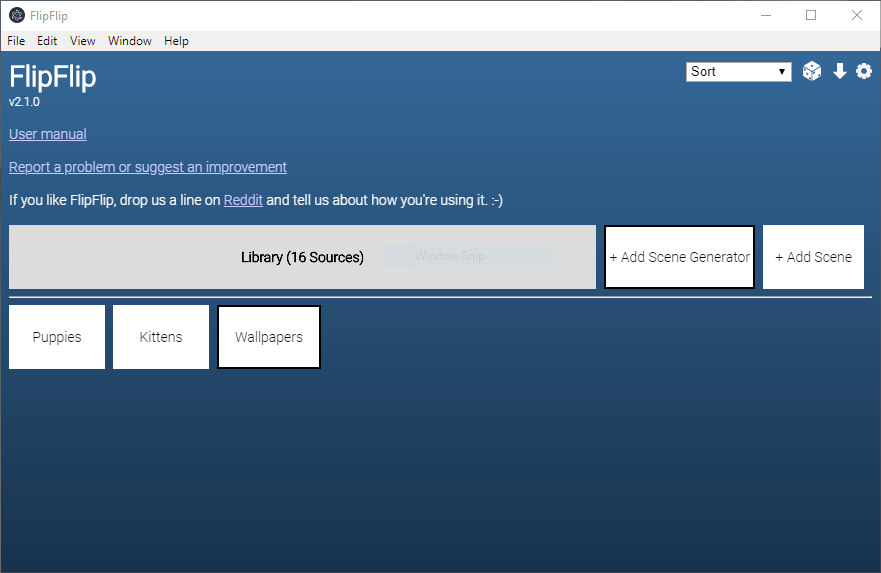 FlipFlip
File Edit View Window Help
FlipFlip
Sort
v2.1.0
User manual
Report a problem or suggest an improvement
If you like FlipFlip, drop us a line on Reddit and tell us about how you're using it. :-)
Library (16 Sources)
Window Snip
+ Add Scene Generator
+ Add Scene
Puppies
Kittens
Wallpapers